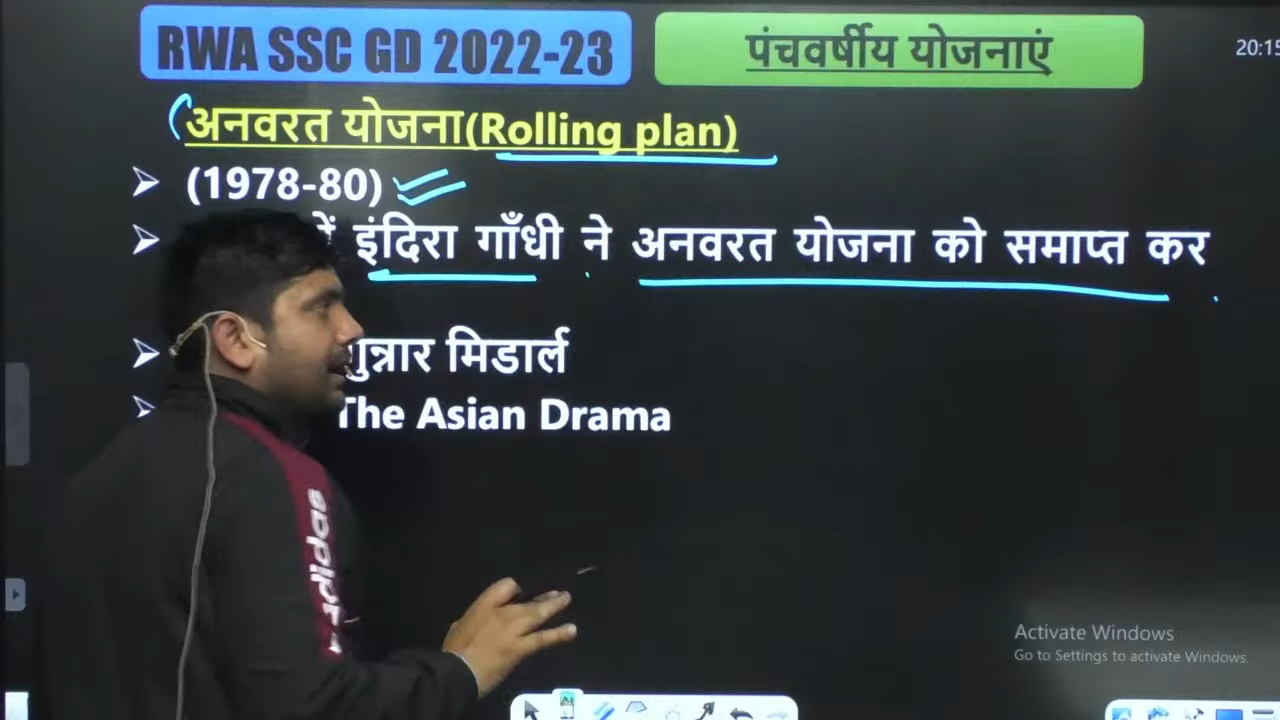 RWA SSC GD 2022-23
पंचवर्षीय योजनाएं
20:15
अनवरत योजना(Rolling plan)
(1978-80)
में इंदिरा गाँधी ने अनवरत योजना को समाप्त कर
गुन्नार मिडार्ल
The Asian Drama
adidas
Activate Windows
Go to Settings to activate Windows.